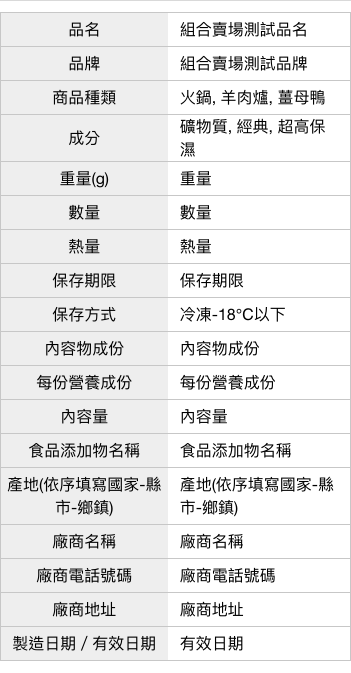 品名 組合賣場測試品名
品牌 組合賣場測試品牌
商品種類 火鍋, 羊肉爐, 薑母鴨
成分 礦物質, 經典, 超高保
濕
重量(g) 重量
數量 數量
熱量 熱量
保存期限 保存期限
保存方式 冷凍-18°C以下
內容物成份 內容物成份
每份營養成份 每份營養成份
內容量 內容量
食品添加物名稱 食品添加物名稱
產地(依序填寫國家-縣 產地(依序填寫國家-縣
市-鄉鎮) 市-鄉鎮)
廠商名稱 廠商名稱
廠商電話號碼 廠商電話號碼
廠商地址 廠商地址
製造日期 / 有效日期 有效日期